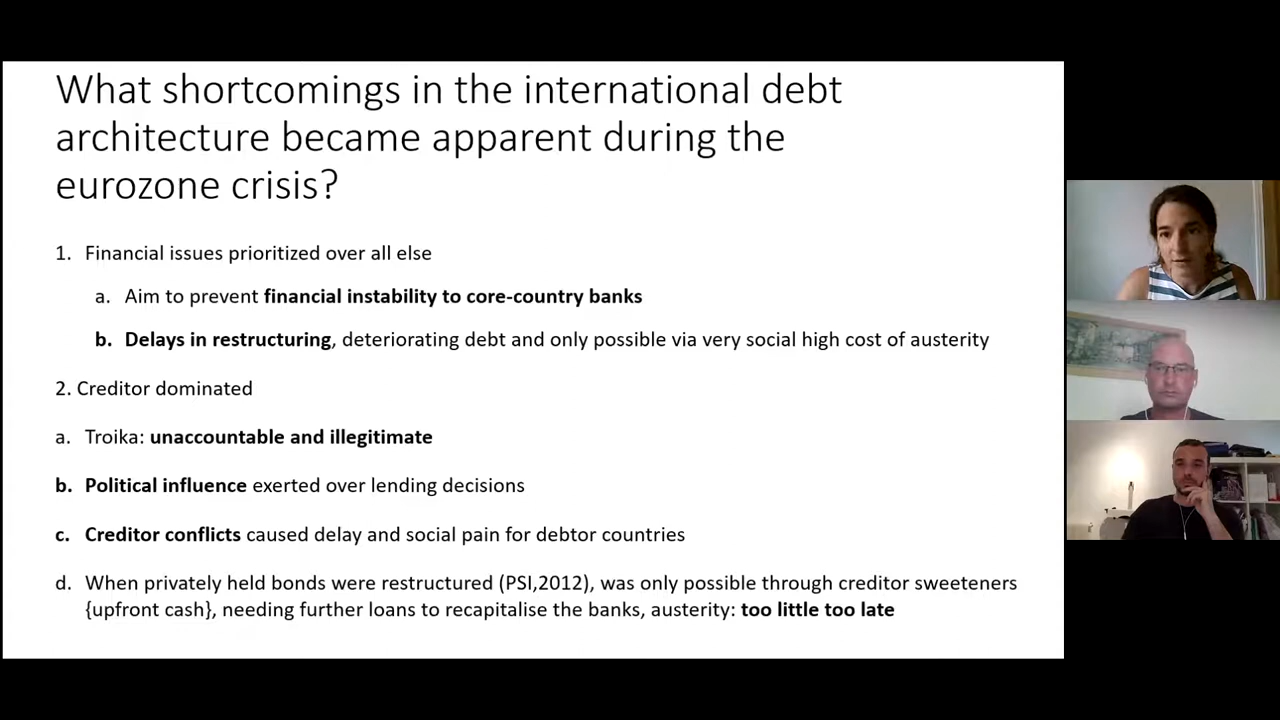 What shortcomings in the international debt
architecture became apparent during the
eurozone crisis?
1. Financial issues prioritized over all else
a. Aim to prevent financial instability to core-country banks
b. Delays in restructuring, deteriorating debt and only possible via very social high cost of austerity
2. Creditor dominated
a. Troika: unaccountable and illegitimate
b. Political influence exerted over lending decisions
c. Creditor conflicts caused delay and social pain for debtor countries
d. When privately held bonds were restructured (PSI,2012), was only possible through creditor sweeteners
{upfront cash}, needing further loans to recapitalise the banks, austerity: too little too late